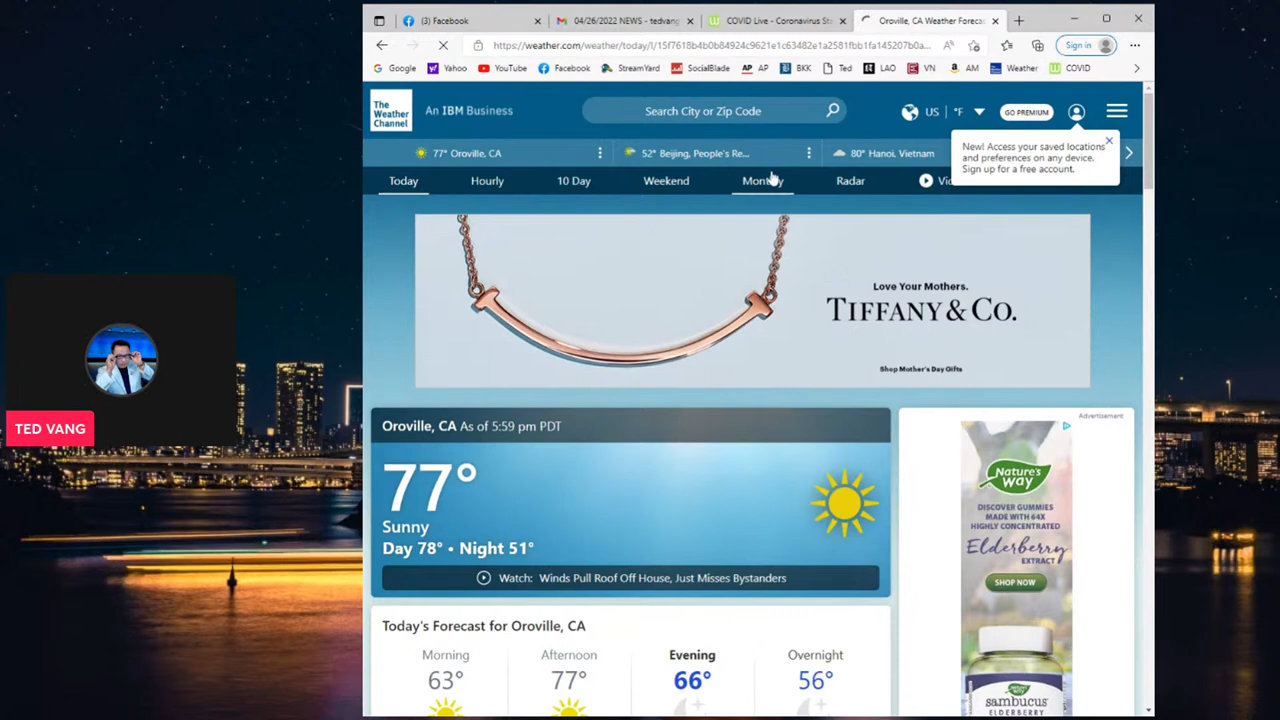 (3) Facebook
04/26/2022 NEWS - tedvang
COVID Live - Coronavirus Sta
Oroville, CA Weather Forecas
https://weather.com/weather/today/l/15f7618b4b0b84924c9621e1c63482e1a2581fbb1fa145207b0a...
Sign in
Google
Yahoo
YouTube
Facebook
StreamYard
SocialBlade
AP AP
BKK
Ted
LAO
VN
AM
Weather
COVID
The
Weather
Channel
An IBM Business
Search City or Zip Code
US | °F
GO PREMIUM
77° Oroville, CA
52° Beijing, People's Re...
80° Hanoi, Vietnam
New! Access your saved locations
and preferences on any device.
Sign up for a free account.
Today
Hourly
10 Day
Weekend
Radar
Love Your Mothers.
TIFFANY & CO.
Shop Mother's Day Gifts
Advertisement
Oroville, CA As of 5:59 pm PDT
77°
Sunny
Day 78° • Night 51°
Watch: Winds Pull Roof Off House, Just Misses Bystanders
Nature's
Way
DISCOVER GUMMIES
MADE WITH 64X
HIGHLY CONCENTRATED
Elderberry
EXTRACT
SHOP NOW
Nature's
Way
sambucus
ELDERBERRY
TED VANG
Today's Forecast for Oroville, CA
Morning
Afternoon
Evening
Overnight
63°
77°
66°
56°